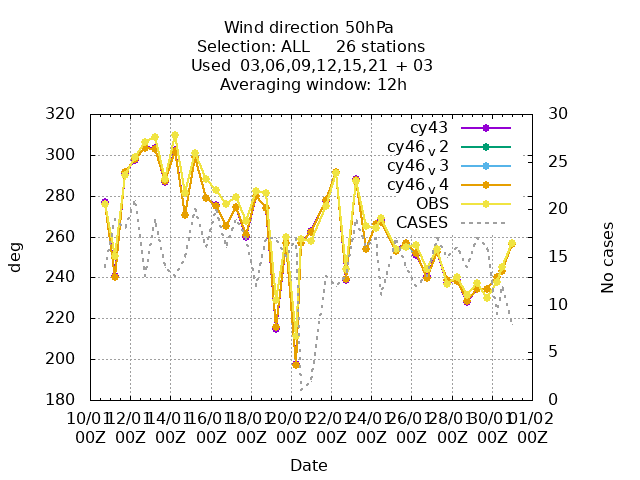 Wind direction 50hPa
Selection: ALL 26 stations
Used 03,06,09,12,15,21 + 03
Averaging window: 12h
320 30
300 25
280 20
260 15
240 10
220 5
200 0
180
cy43
cy46_v2
cy46_v3
cy46_v4
OBS
CASES
deg
No cases
10/01 12/01 14/01 16/01 18/01 20/01 22/01 24/01 26/01 28/01 30/01 01/02
00Z 00Z 00Z 00Z 00Z 00Z 00Z 00Z 00Z 00Z 00Z 00Z
Date